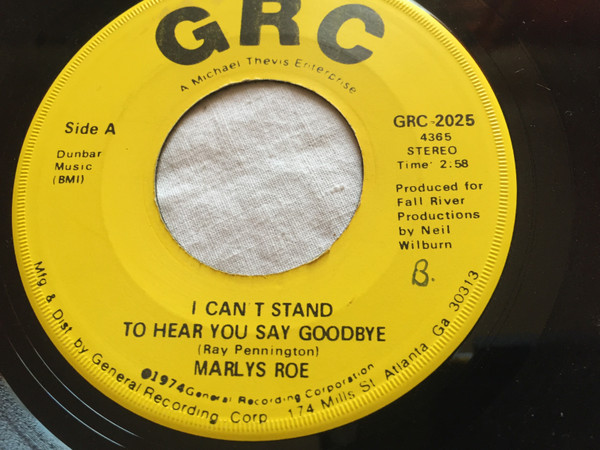 GRC
A Michael Thevis Enterprise
Side A
Dunbar
Music
(BMI)
GRC-2025
4365
STEREO
Time: 2:58
Produced for
Fall River
Productions
by Neil
Wilburn
B.
I CAN'T STAND
TO HEAR YOU SAY GOODBYE
(Ray Pennington)
MARLYS ROE
℗1974 General Recording Corporation
Mfg & Dist by General Recording Corp 174 Mills St Atlanta Ga 30313